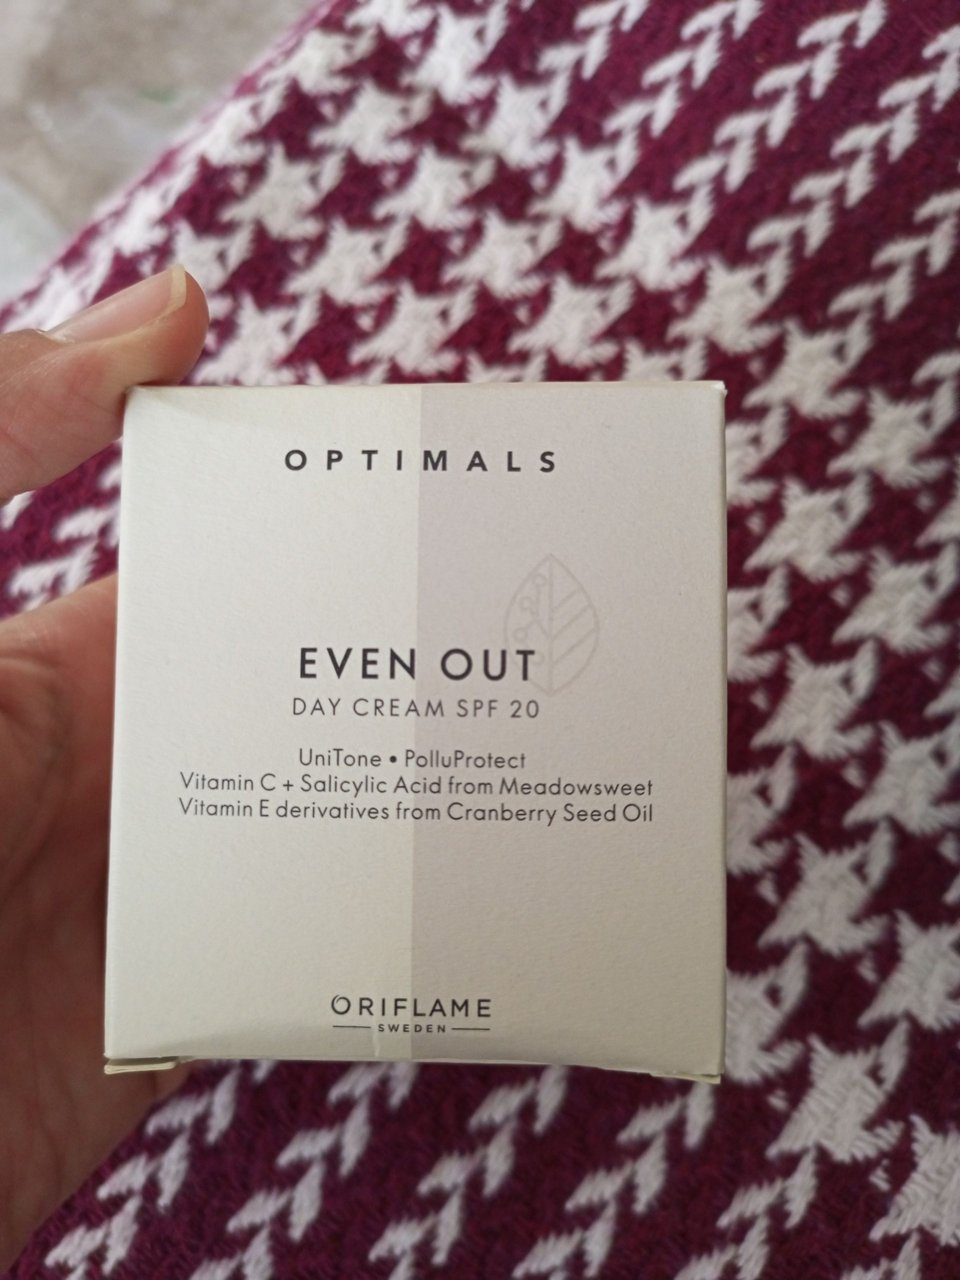 OPTIMALS
EVEN OUT
DAY CREAM SPF 20
UniTone • PolluProtect
Vitamin C + Salicylic Acid from Meadowsweet
Vitamin E derivatives from Cranberry Seed Oil
ORIFLAME
SWEDEN